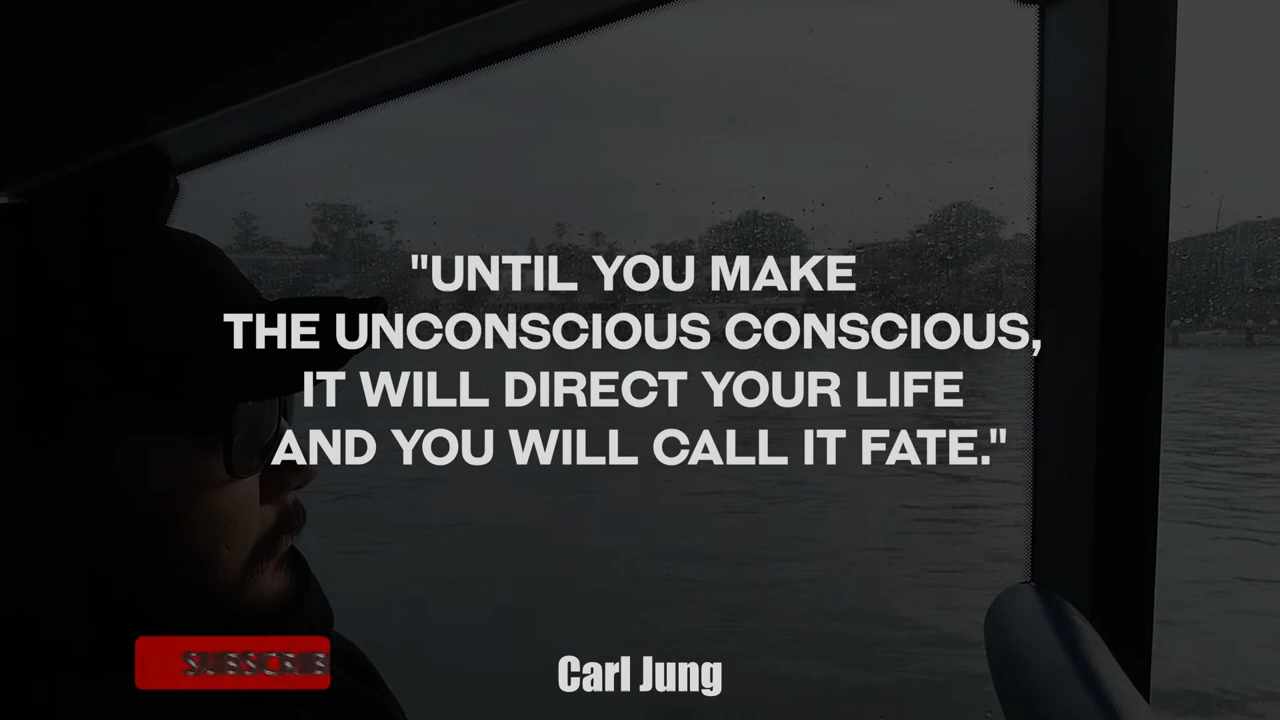 "UNTIL YOU MAKE
THE UNCONSCIOUS CONSCIOUS,
IT WILL DIRECT YOUR LIFE
AND YOU WILL CALL IT FATE."
SUBSCRIBE
Carl Jung